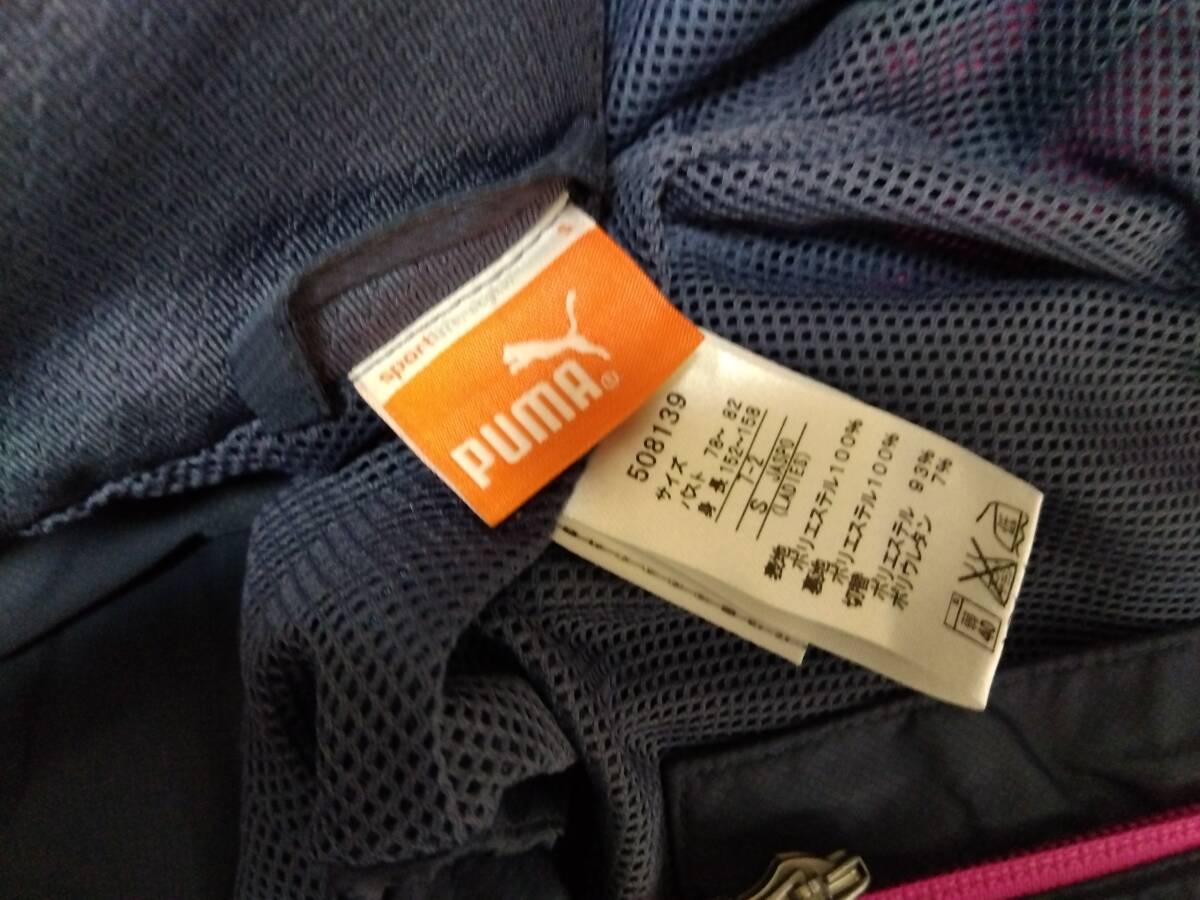 S
sportlifestyle
PUMA®
508139
サイズ
バスト 78~ 82
身 長 152~158
7-2
S JASPO
(LADIES)
表地
ポリエステル100%
裏地
ポリエステル100%
切替
ポリエステル 93%
ポリウレタン 7%
40